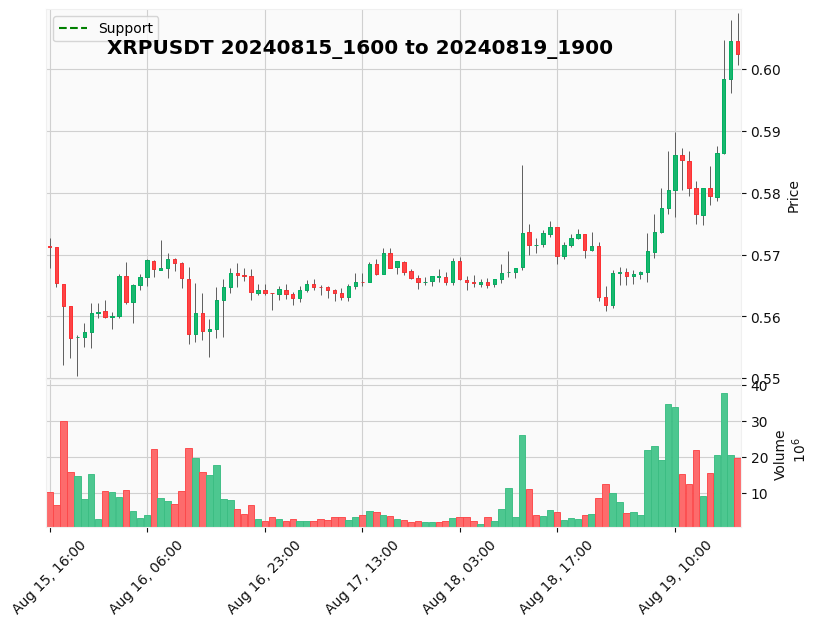 Support
XRPUSDT 20240815_1600 to 20240819_1900
0.60
0.59
0.58
0.57
0.56
0.55
Price
40
30
20
10
Volume
10^6
Aug 15, 16:00
Aug 16, 06:00
Aug 16, 23:00
Aug 17, 13:00
Aug 18, 03:00
Aug 18, 17:00
Aug 19, 10:00